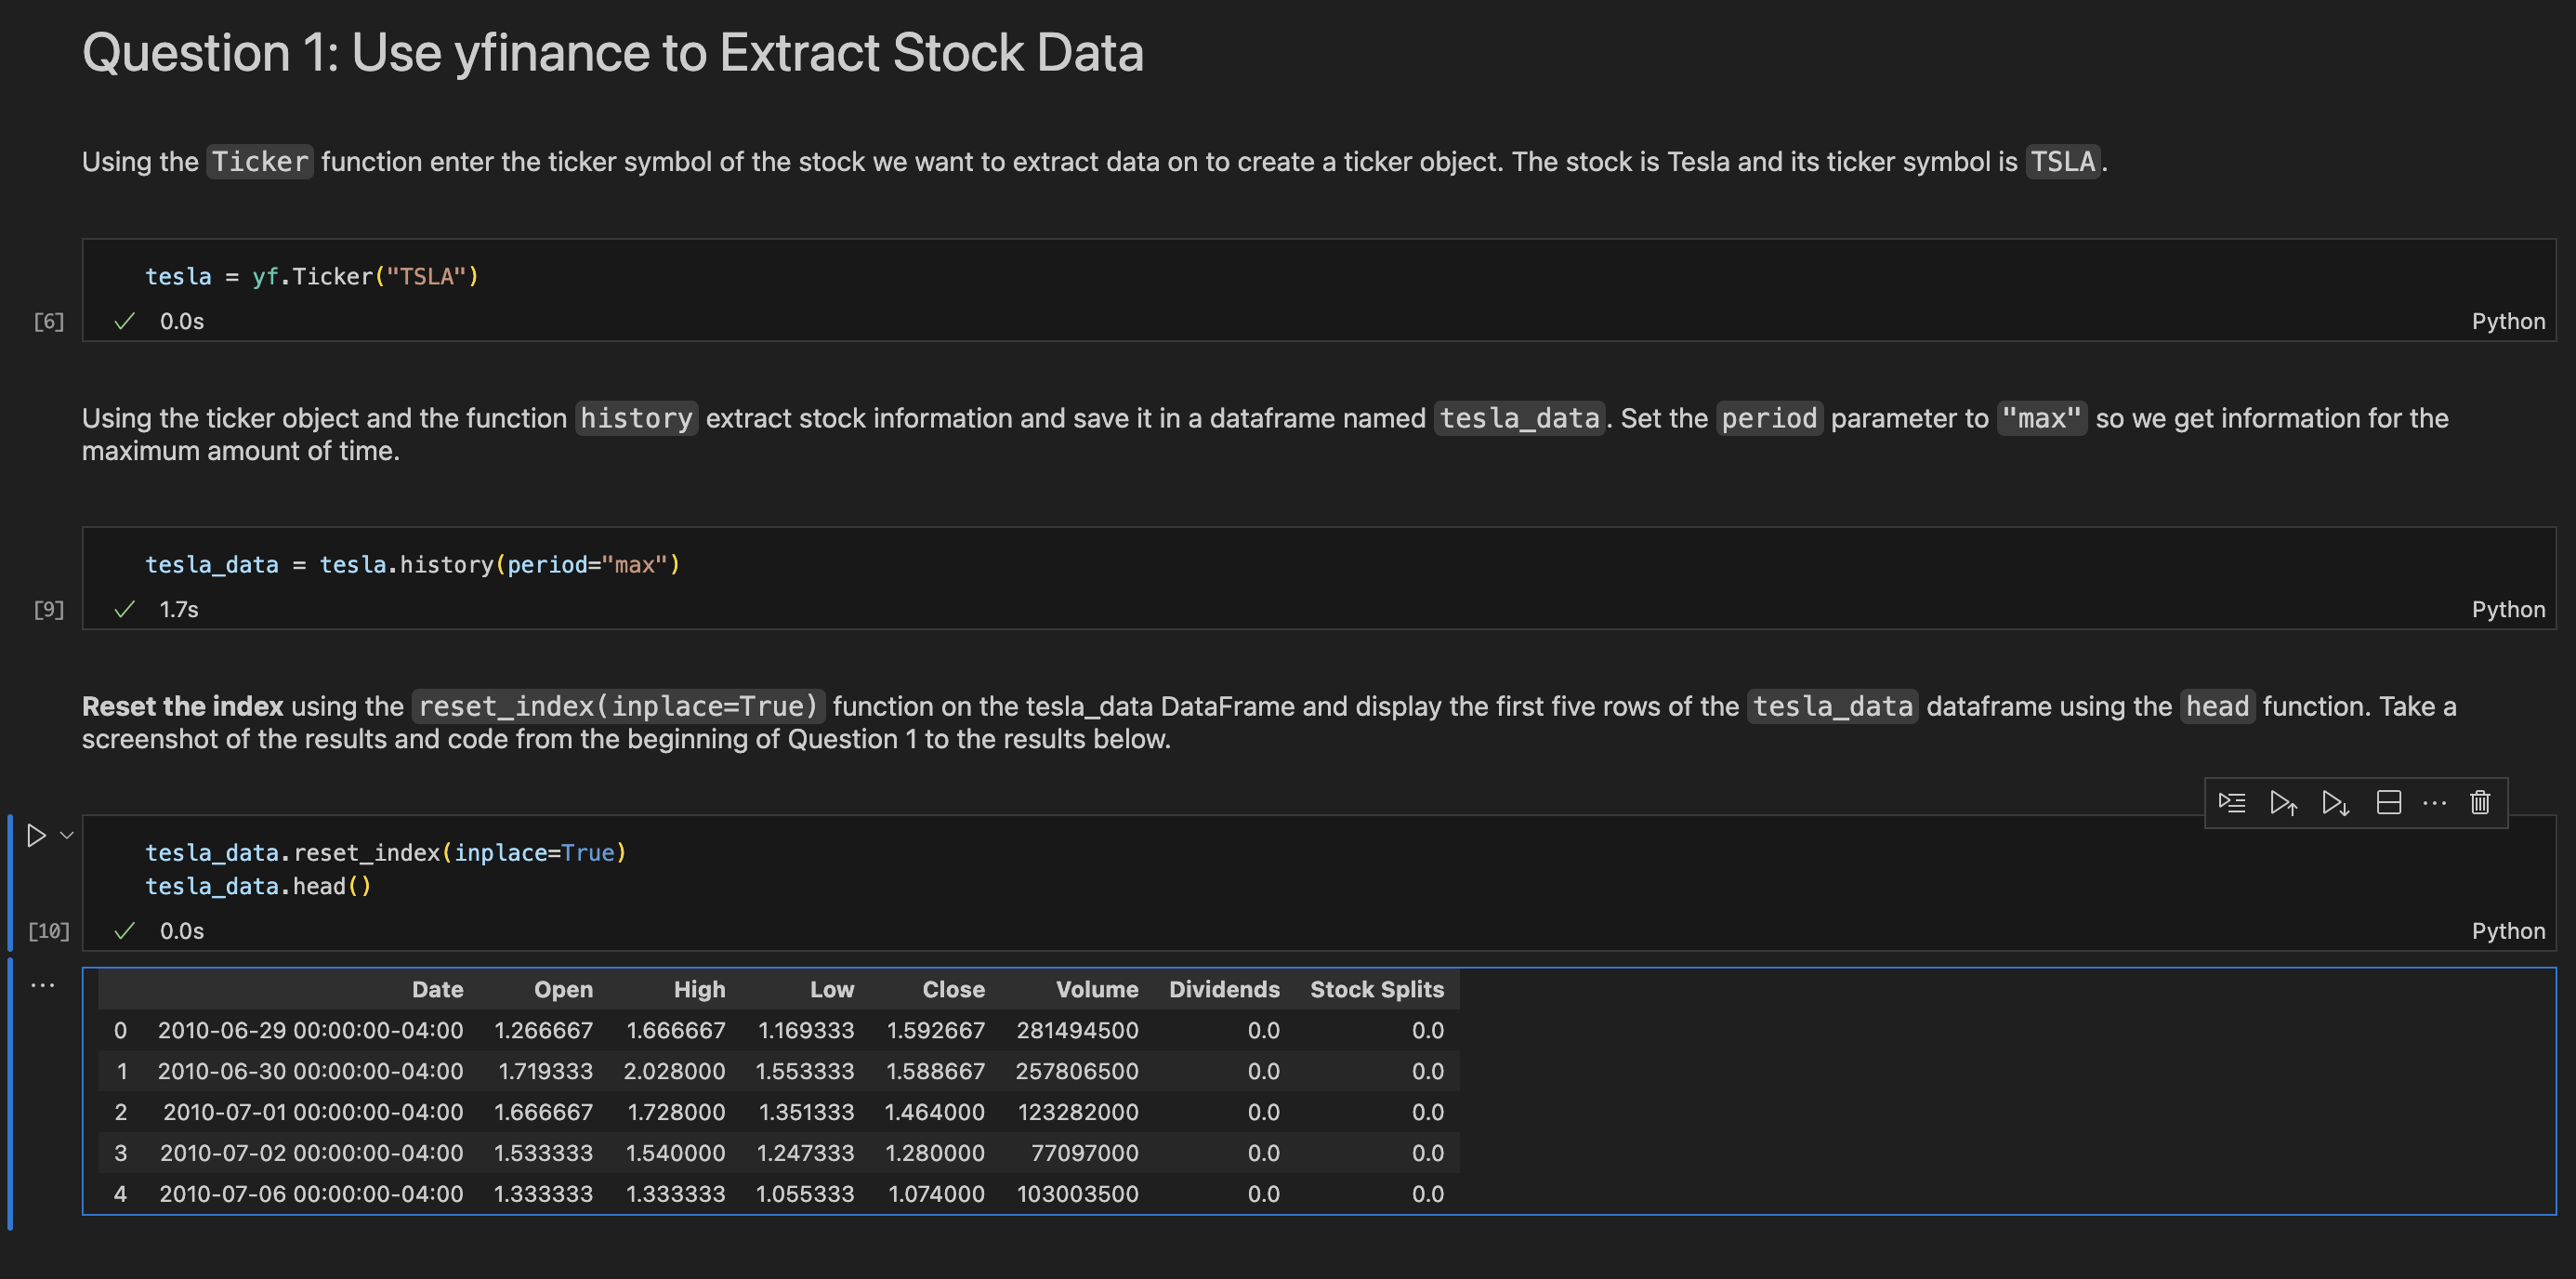 Question 1: Use yfinance to Extract Stock Data
Using the Ticker function enter the ticker symbol of the stock we want to extract data on to create a ticker object. The stock is Tesla and its ticker symbol is TSLA.
tesla = yf.Ticker("TSLA")
[6] 0.0s Python
Using the ticker object and the function history extract stock information and save it in a dataframe named tesla_data. Set the period parameter to "max" so we get information for the
maximum amount of time.
tesla_data = tesla.history(period="max")
[9] 1.7s Python
Reset the index using the reset_index(inplace=True) function on the tesla_data DataFrame and display the first five rows of the tesla_data dataframe using the head function. Take a
screenshot of the results and code from the beginning of Question 1 to the results below.
tesla_data.reset_index(inplace=True)
tesla_data.head()
[10] 0.0s Python
Date Open High Low Close Volume Dividends Stock Splits
0 2010-06-29 00:00:00-04:00 1.266667 1.666667 1.169333 1.592667 281494500 0.0 0.0
1 2010-06-30 00:00:00-04:00 1.719333 2.028000 1.553333 1.588667 257806500 0.0 0.0
2 2010-07-01 00:00:00-04:00 1.666667 1.728000 1.351333 1.464000 123282000 0.0 0.0
3 2010-07-02 00:00:00-04:00 1.533333 1.540000 1.247333 1.280000 77097000 0.0 0.0
4 2010-07-06 00:00:00-04:00 1.333333 1.333333 1.055333 1.074000 103003500 0.0 0.0